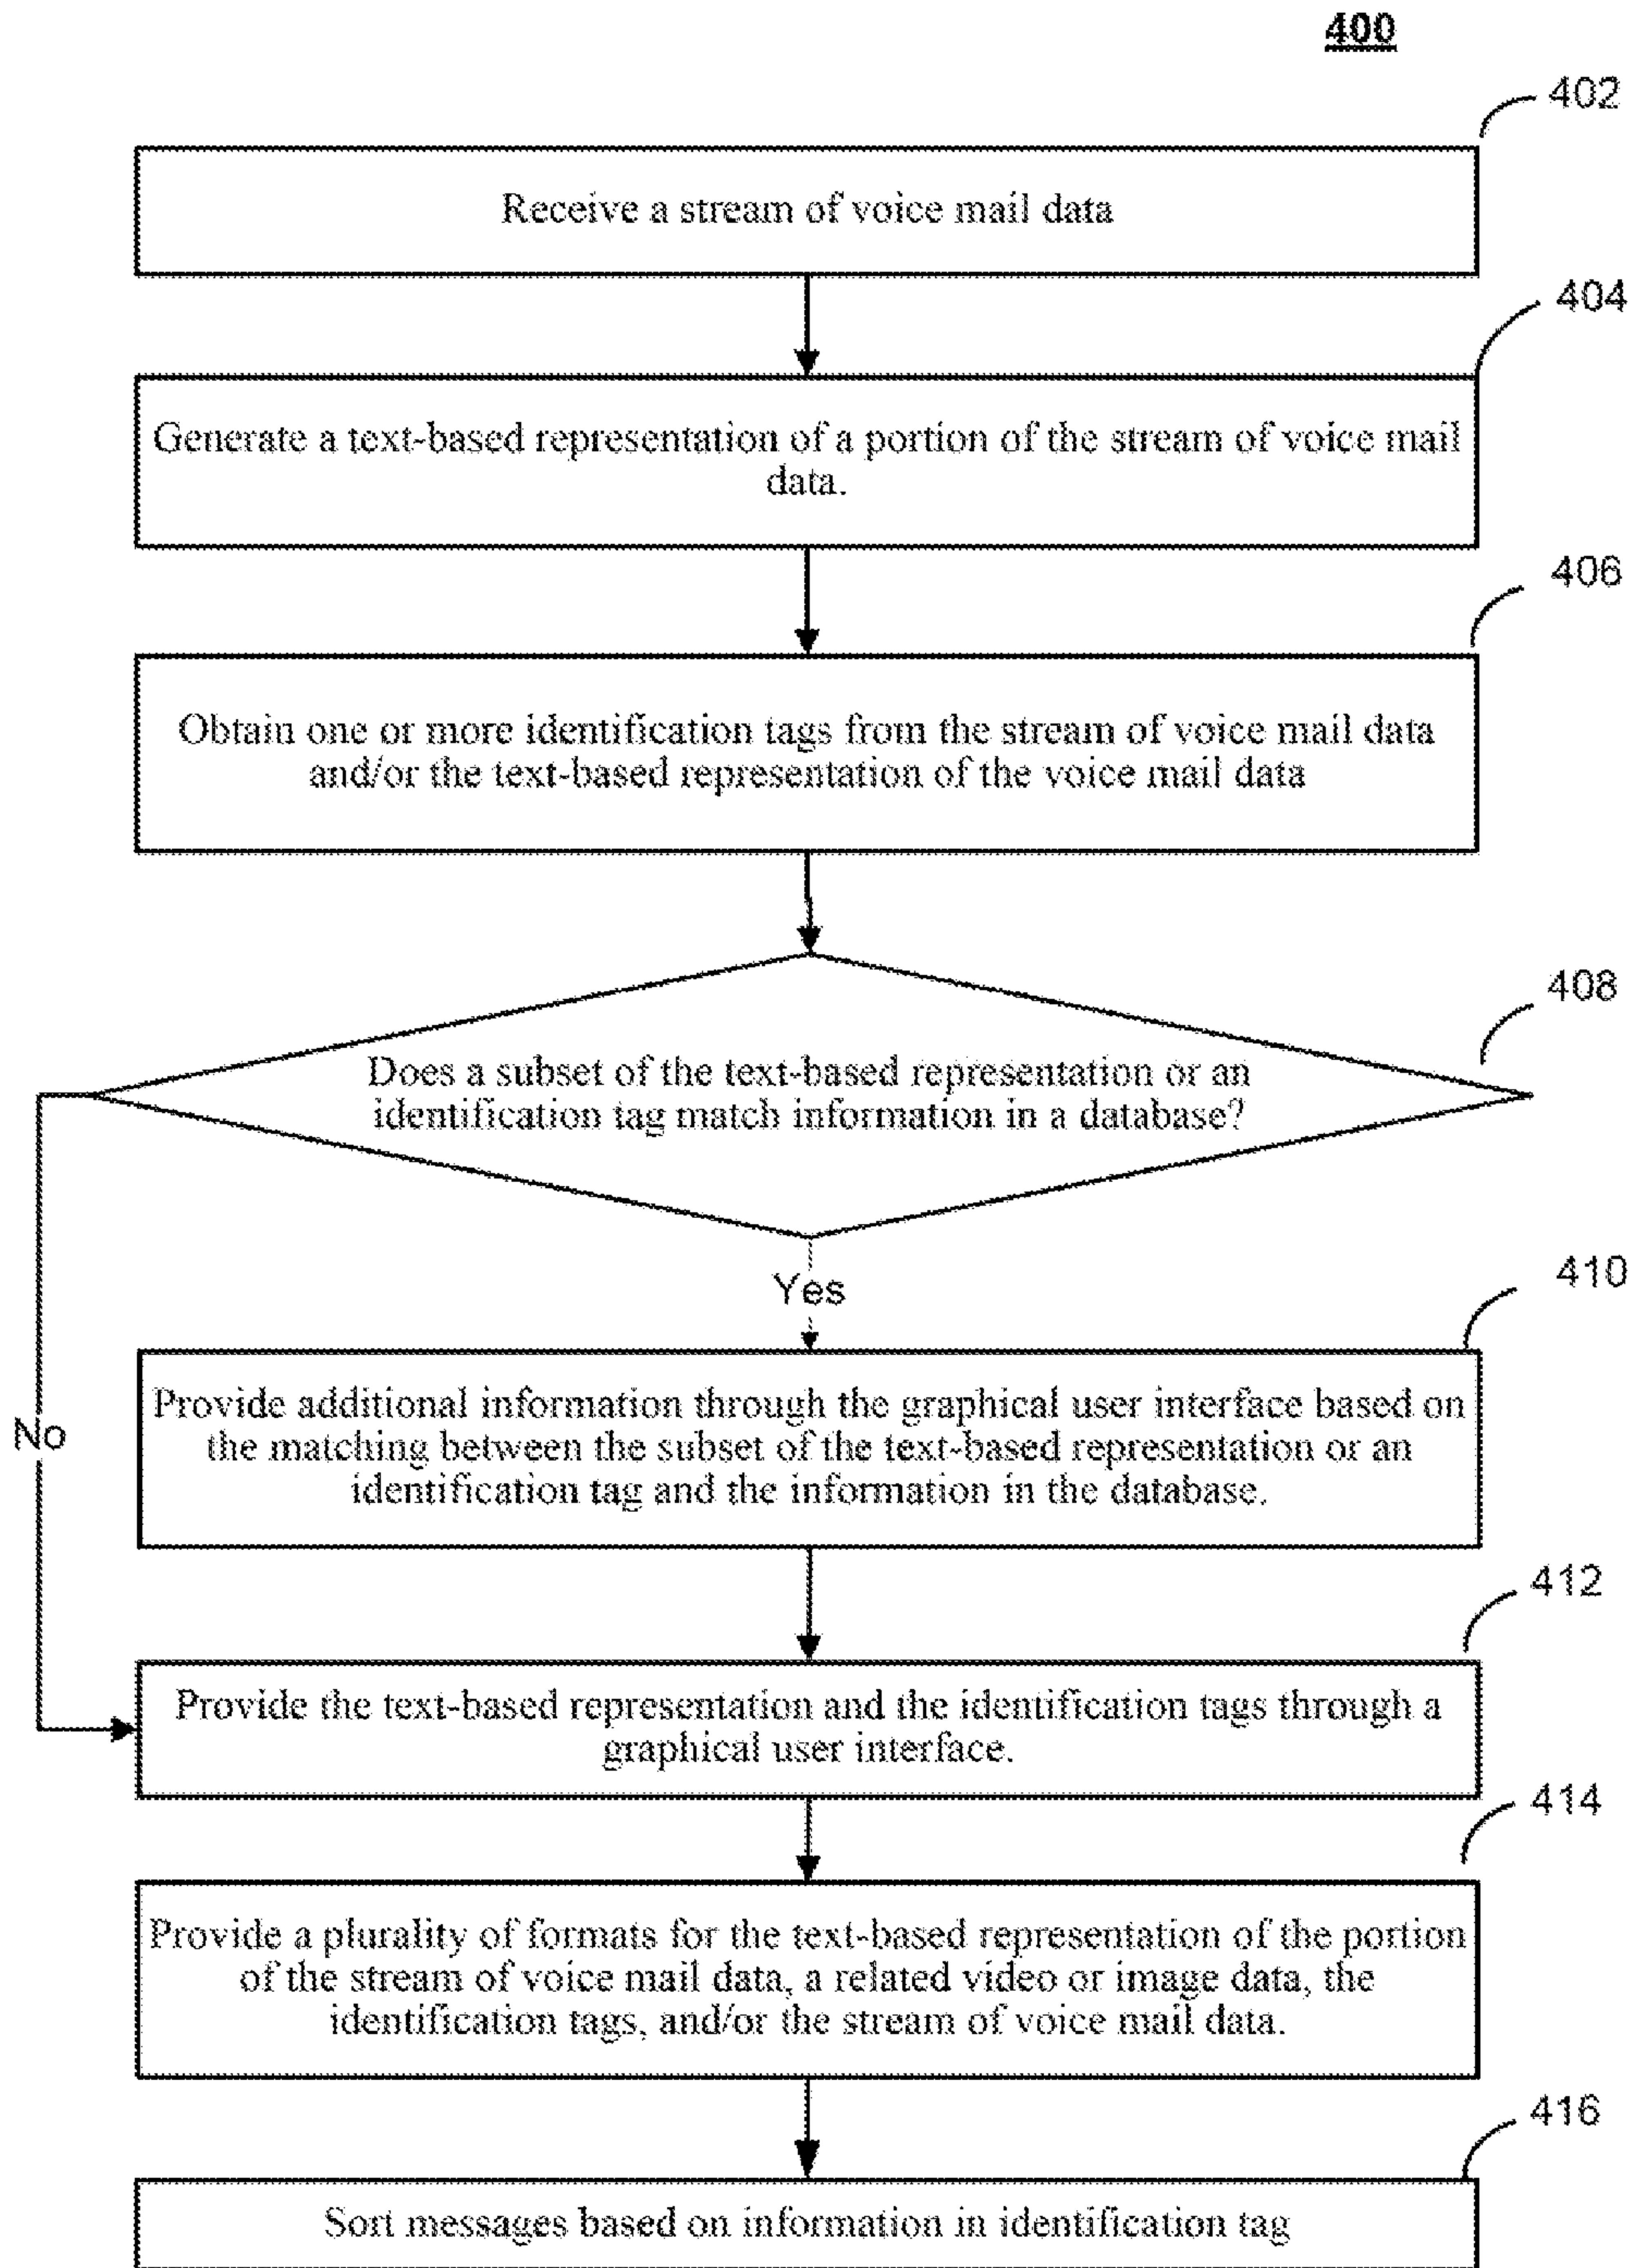 400
402
Receive a stream of voice mail data
404
Generate a text-based representation of a portion of the stream of voice mail
data.
406
Obtain one or more identification tags from the stream of voice mail data
and/or the text-based representation of the voice mail data
408
Does a subset of the text-based representation or an
identification tag match information in a database?
Yes
410
Provide additional information through the graphical user interface based on
the matching between the subset of the text-based representation or an
identification tag and the information in the database.
No
412
Provide the text-based representation and the identification tags through a
graphical user interface.
414
Provide a plurality of formats for the text-based representation of the portion
of the stream of voice mail data, a related video or image data, the
identification tags, and/or the stream of voice mail data.
416
Sort messages based on information in identification tag